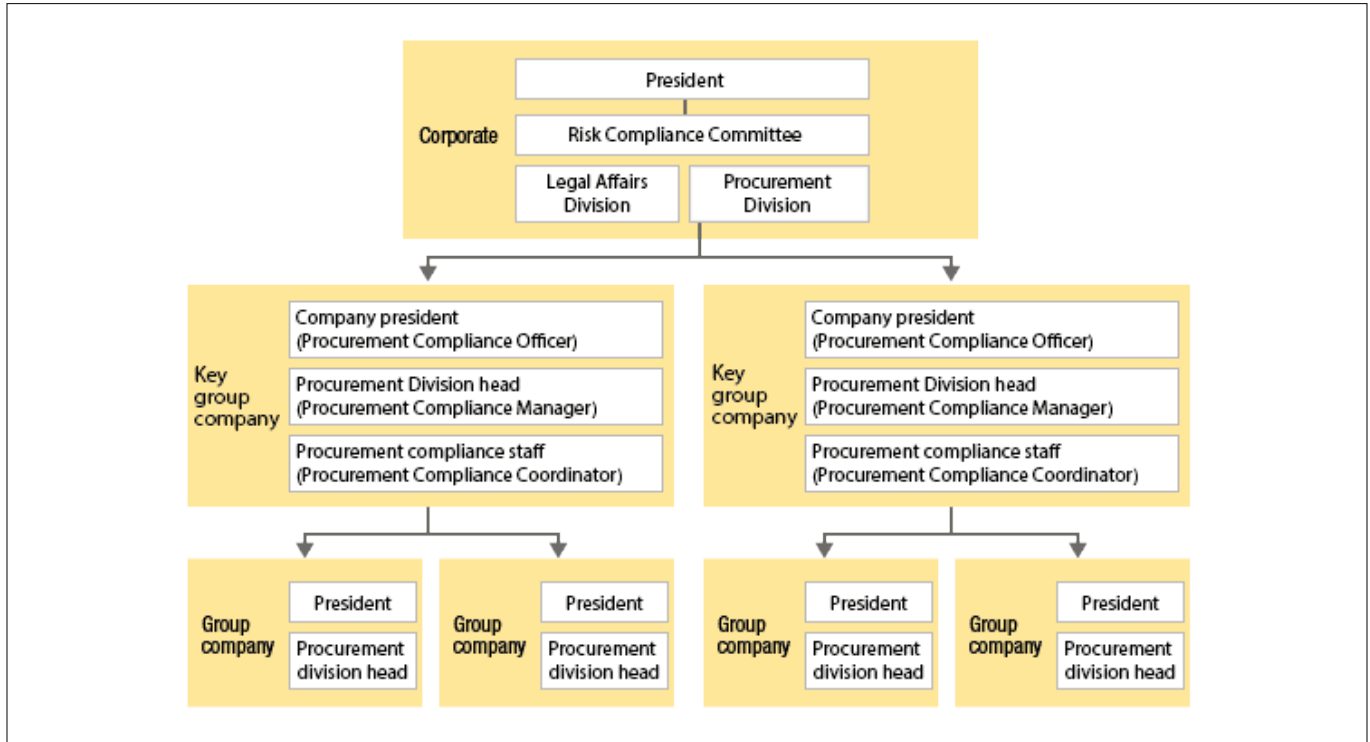 President
Corporate
Risk Compliance Committee
Legal Affairs
Division
Procurement
Division
Key
group
company
Company president
(Procurement Compliance Officer)
Procurement Division head
(Procurement Compliance Manager)
Procurement compliance staff
(Procurement Compliance Coordinator)
Key
group
company
Company president
(Procurement Compliance Officer)
Procurement Division head
(Procurement Compliance Manager)
Procurement compliance staff
(Procurement Compliance Coordinator)
Group
company
President
Procurement
division head
Group
company
President
Procurement
division head
Group
company
President
Procurement
division head
Group
company
President
Procurement
division head